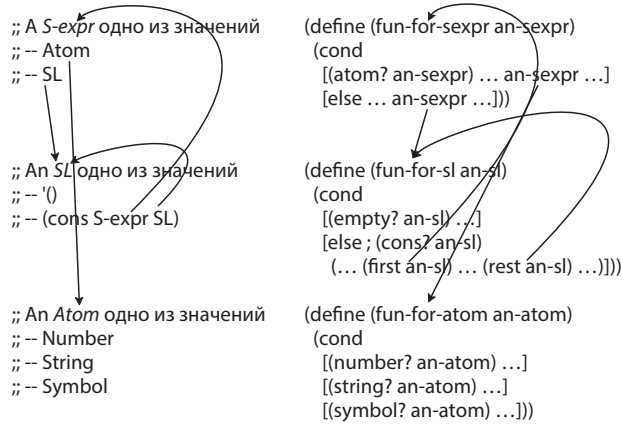 ;; A S-expr одно из значений
;; -- Atom
;; -- SL
;; An SL одно из значений
;; -- '()
;; -- (cons S-expr SL)
;; An Atom одно из значений
;; -- Number
;; -- String
;; -- Symbol
(define (fun-for-sexpr an-sexpr)
(cond
[(atom? an-sexpr) … an-sexpr …]
[else … an-sexpr …]))
(define (fun-for-sl an-sl)
(cond
[(empty? an-sl) …]
[else ; (cons? an-sl)
(… (first an-sl) … (rest an-sl) …)]))
(define (fun-for-atom an-atom)
(cond
[(number? an-atom) …]
[(string? an-atom) …]
[(symbol? an-atom) …]))